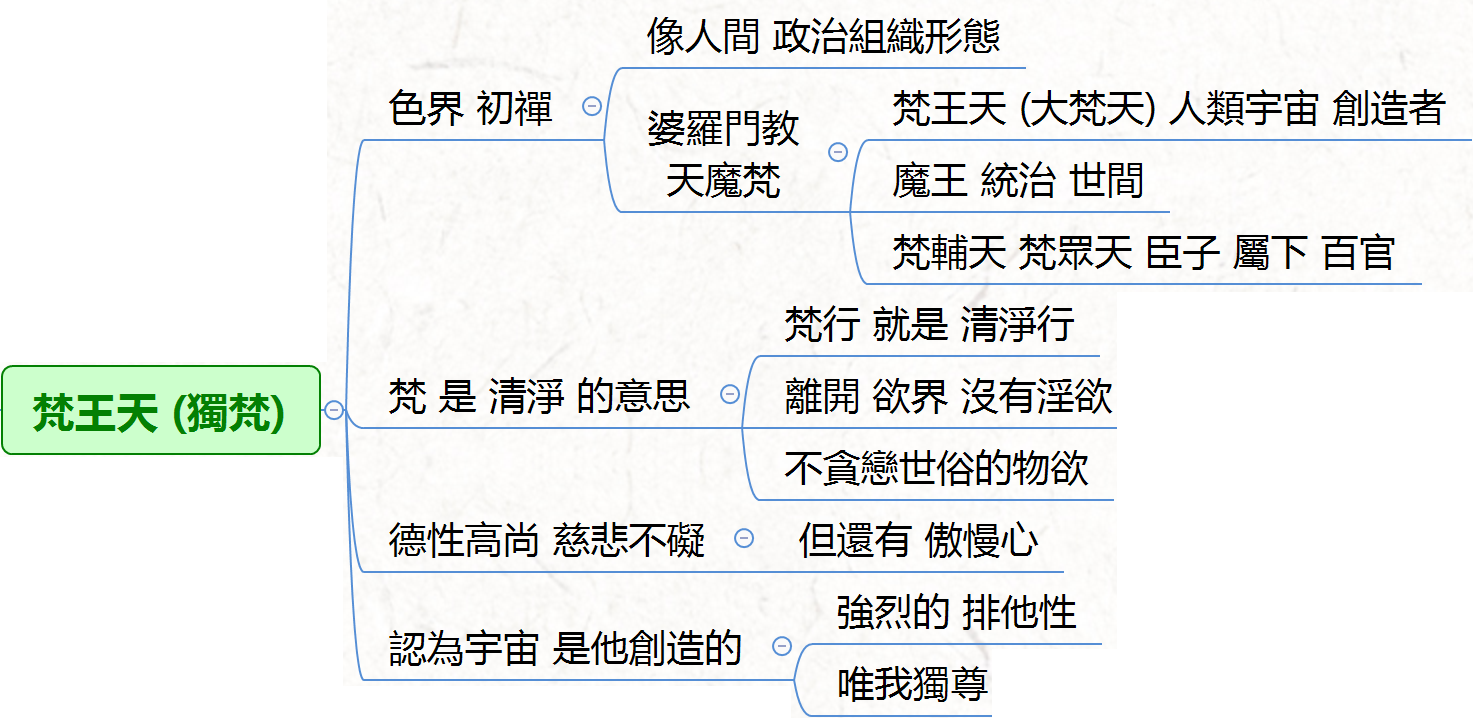 梵王天 (獨梵)
色界 初禪
像人間 政治組織形態
婆羅門教
天魔梵
梵王天 (大梵天) 人類宇宙 創造者
魔王 統治 世間
梵輔天 梵眾天 臣子 屬下 百官
梵 是 清淨 的意思
梵行 就是 清淨行
離開 欲界 沒有淫欲
不貪戀世俗的物欲
德性高尚 慈悲不礙
但還有 傲慢心
認為宇宙 是他創造的
強烈的 排他性
唯我獨尊